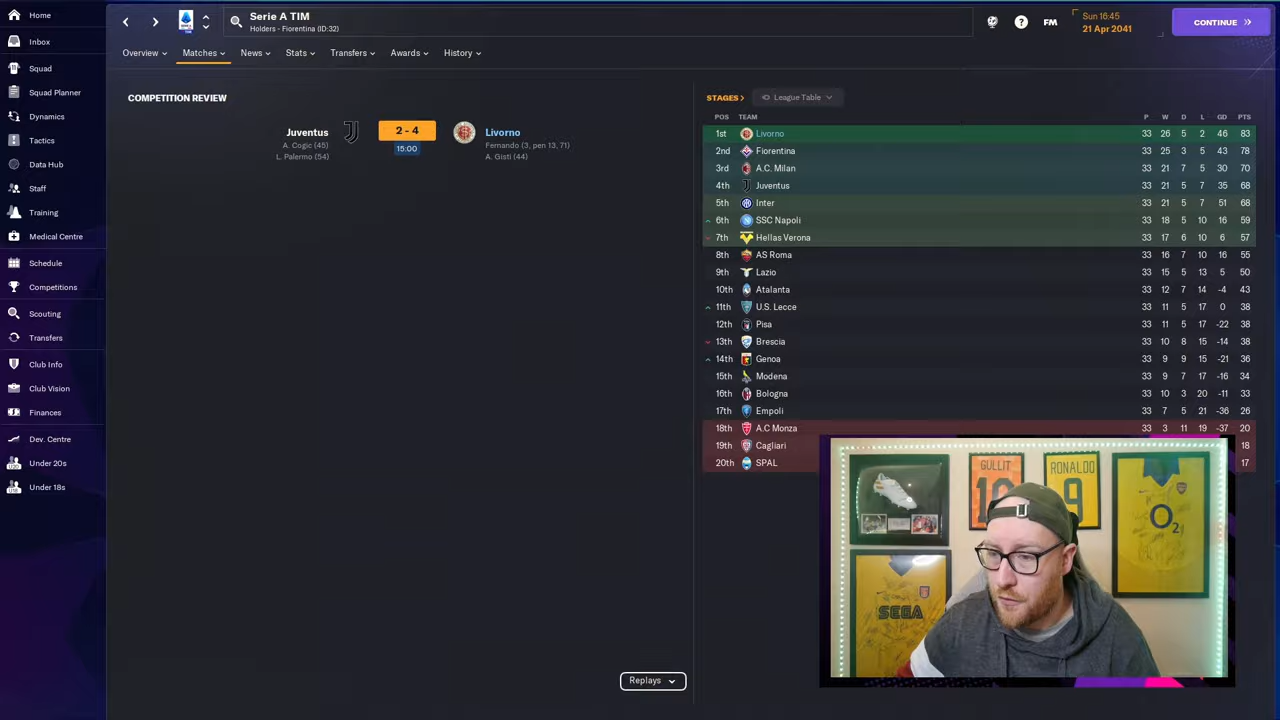 Home
Inbox
Squad
Squad Planner
Dynamics
Tactics
Data Hub
Staff
Training
Medical Centre
Schedule
Competitions
Scouting
Transfers
Club Info
Club Vision
Finances
Dev. Centre
Under 20s
Under 18s
Serie A TIM
Holders - Fiorentina (ID:32)
FM
Sun 16:45
21 Apr 2041
CONTINUE
Overview Matches News Stats Transfers Awards History
COMPETITION REVIEW
Juventus 2 - 4 Livorno
A. Cogic (45) 15:00 Fernando (3, pen 13, 71)
L. Palermo (54) A. Gisti (44)
Replays
STAGES League Table
POS TEAM P W D L GD PTS
1st Livorno 33 26 5 2 46 83
2nd Fiorentina 33 25 3 5 43 78
3rd A.C. Milan 33 21 7 5 30 70
4th Juventus 33 21 5 7 35 68
5th Inter 33 21 5 7 51 68
6th SSC Napoli 33 18 5 10 16 59
7th Hellas Verona 33 17 6 10 6 57
8th AS Roma 33 16 7 10 16 55
9th Lazio 33 15 5 13 5 50
10th Atalanta 33 12 7 14 -4 43
11th U.S. Lecce 33 11 5 17 0 38
12th Pisa 33 11 5 17 -22 38
13th Brescia 33 10 8 15 -14 38
14th Genoa 33 9 9 15 -21 36
15th Modena 33 9 7 17 -16 34
16th Bologna 33 10 3 20 -11 33
17th Empoli 33 7 5 21 -36 26
18th A.C Monza 33 3 11 19 -37 20
19th Cagliari 18
20th SPAL 17
GULLIT
10
RONALDO
9
O2
SEGA